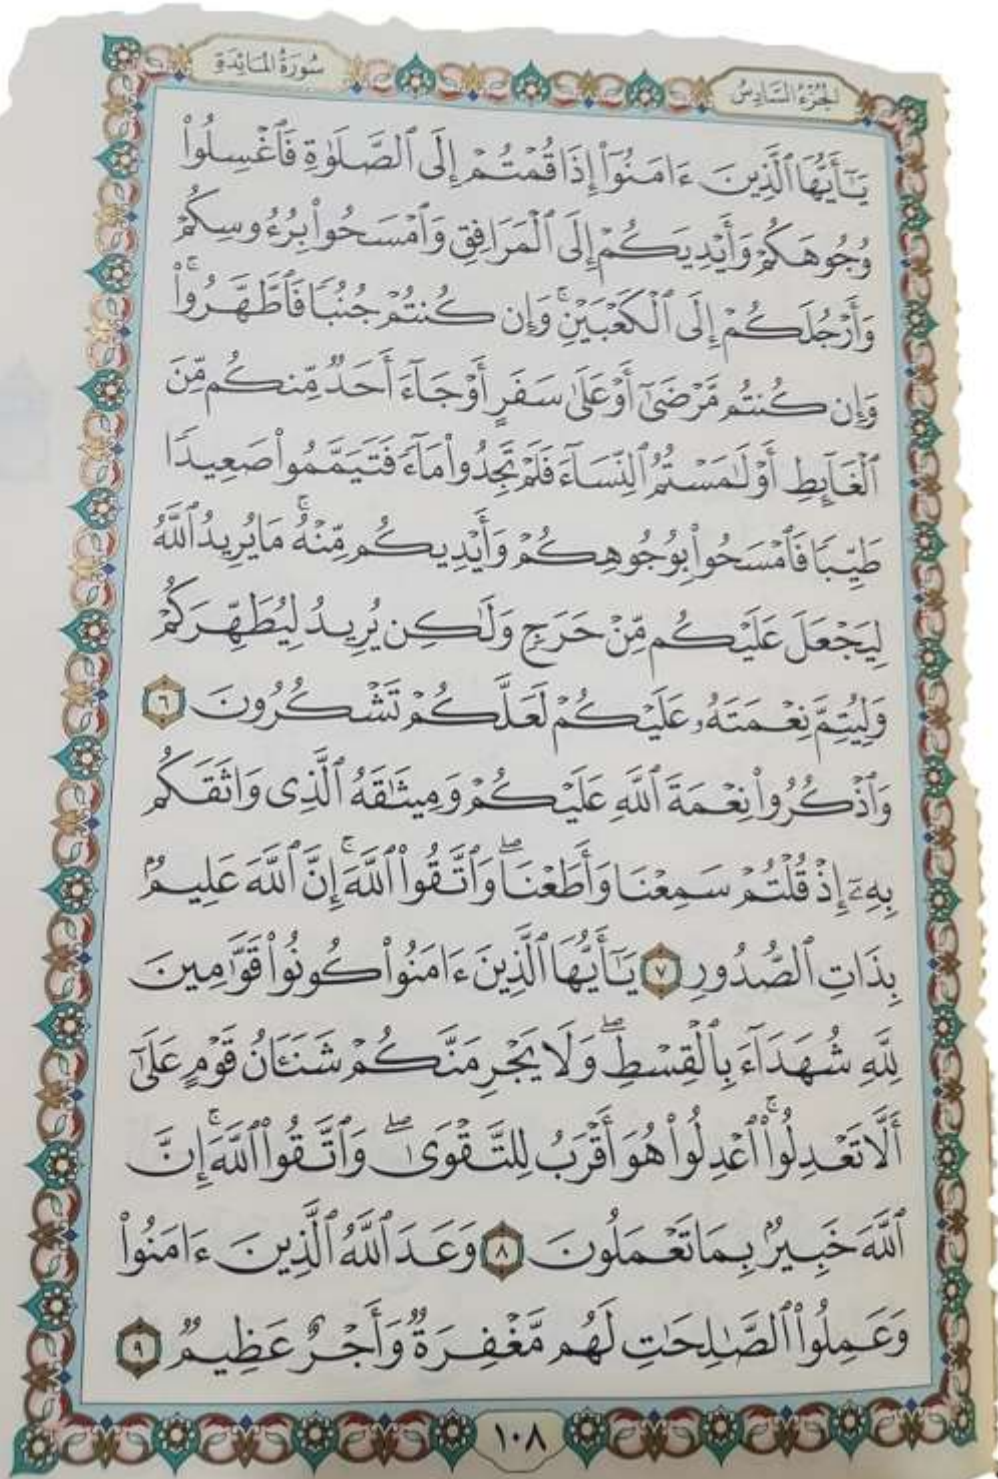 الجُزْءُ السَّادِسُ
سُورَةُ المَائِدَةِ
يَـٰٓأَيُّهَا ٱلَّذِينَ ءَامَنُوٓا۟ إِذَا قُمْتُمْ إِلَى ٱلصَّلَوٰةِ فَٱغْسِلُوا۟
وُجُوهَكُمْ وَأَيْدِيَكُمْ إِلَى ٱلْمَرَافِقِ وَٱمْسَحُوا۟ بِرُءُوسِكُمْ
وَأَرْجُلَكُمْ إِلَى ٱلْكَعْبَيْنِ ۚ وَإِن كُنتُمْ جُنُبًا فَٱطَّهَّرُوا۟ ۚ
وَإِن كُنتُم مَّرْضَىٰٓ أَوْ عَلَىٰ سَفَرٍ أَوْ جَآءَ أَحَدٌ مِّنكُم مِّنَ
ٱلْغَآئِطِ أَوْ لَـٰمَسْتُمُ ٱلنِّسَآءَ فَلَمْ تَجِدُوا۟ مَآءً فَتَيَمَّمُوا۟ صَعِيدًا
طَيِّبًا فَٱمْسَحُوا۟ بِوُجُوهِكُمْ وَأَيْدِيكُم مِّنْهُ ۚ مَا يُرِيدُ ٱللَّهُ
لِيَجْعَلَ عَلَيْكُم مِّنْ حَرَجٍ وَلَـٰكِن يُرِيدُ لِيُطَهِّرَكُمْ
وَلِيُتِمَّ نِعْمَتَهُۥ عَلَيْكُمْ لَعَلَّكُمْ تَشْكُرُونَ ٦
وَٱذْكُرُوا۟ نِعْمَةَ ٱللَّهِ عَلَيْكُمْ وَمِيثَـٰقَهُ ٱلَّذِى وَاثَقَكُم
بِهِۦٓ إِذْ قُلْتُمْ سَمِعْنَا وَأَطَعْنَا ۖ وَٱتَّقُوا۟ ٱللَّهَ ۚ إِنَّ ٱللَّهَ عَلِيمٌۢ
بِذَاتِ ٱلصُّدُورِ ٧ يَـٰٓأَيُّهَا ٱلَّذِينَ ءَامَنُوا۟ كُونُوا۟ قَوَّٰمِينَ
لِلَّهِ شُهَدَآءَ بِٱلْقِسْطِ ۖ وَلَا يَجْرِمَنَّكُمْ شَنَـَٔانُ قَوْمٍ عَلَىٰٓ
أَلَّا تَعْدِلُوا۟ ۚ ٱعْدِلُوا۟ هُوَ أَقْرَبُ لِلتَّقْوَىٰ ۖ وَٱتَّقُوا۟ ٱللَّهَ ۚ إِنَّ
ٱللَّهَ خَبِيرٌۢ بِمَا تَعْمَلُونَ ٨ وَعَدَ ٱللَّهُ ٱلَّذِينَ ءَامَنُوا۟
وَعَمِلُوا۟ ٱلصَّـٰلِحَـٰتِ لَهُم مَّغْفِرَةٌ وَأَجْرٌ عَظِيمٌ ٩
١٠٨